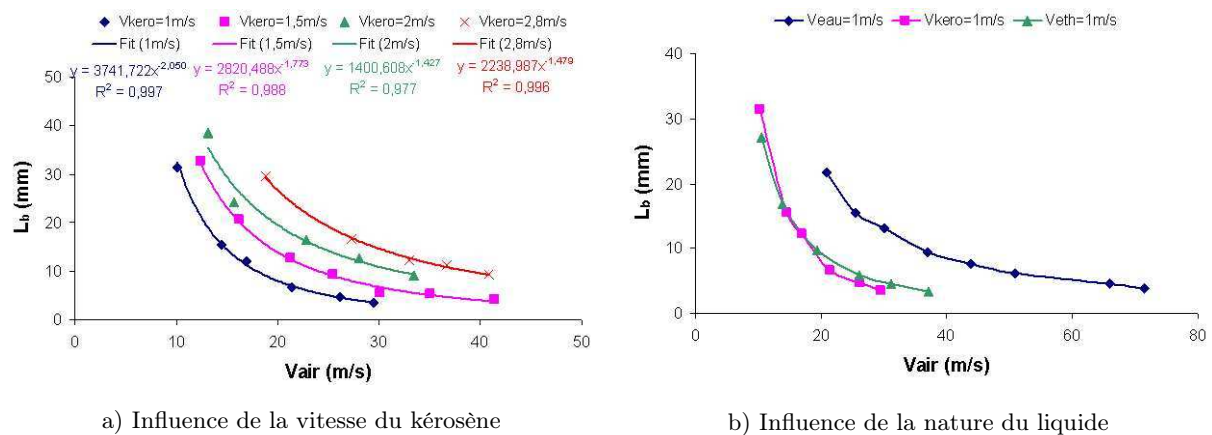 Vkero=1m/s Vkero=1,5m/s Vkero=2m/s Vkero=2,8m/s
Fit (1m/s) Fit (1,5m/s) Fit (2m/s) Fit (2,8m/s)
y = 3741,722x^-2,050 y = 2820,488x^-1,773 y = 1400,608x^-1,427 y = 2238,987x^-1,479
R² = 0,997 R² = 0,988 R² = 0,977 R² = 0,996
50
40
30
20
10
0
Lb (mm)
0 10 20 30 40 50
Vair (m/s)
a) Influence de la vitesse du kérosène
Veau=1m/s Vkero=1m/s Veth=1m/s
40
30
20
10
0
Lb (mm)
0 20 40 60 80
Vair (m/s)
b) Influence de la nature du liquide